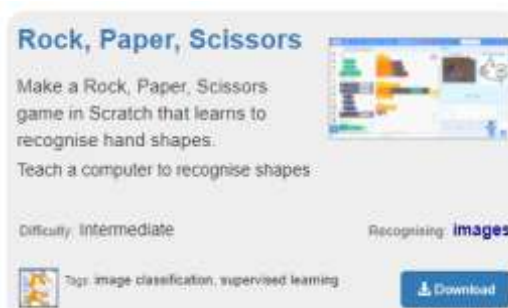 Rock, Paper, Scissors
Make a Rock, Paper, Scissors
game in Scratch that learns to
recognise hand shapes.
Teach a computer to recognise shapes
Difficulty: Intermediate
Recognising: images
Tags: image classification, supervised learning
Download